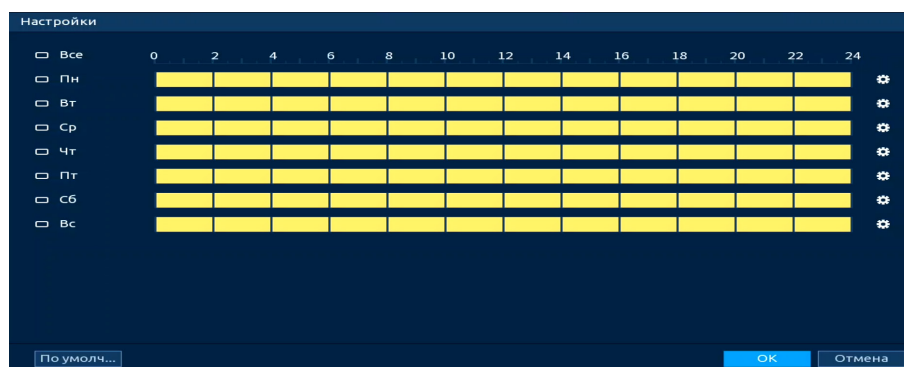 Настройки
Все 0 2 4 6 8 10 12 14 16 18 20 22 24
Пн
Вт
Ср
Чт
Пт
Сб
Вс
По умолч... OK Отмена